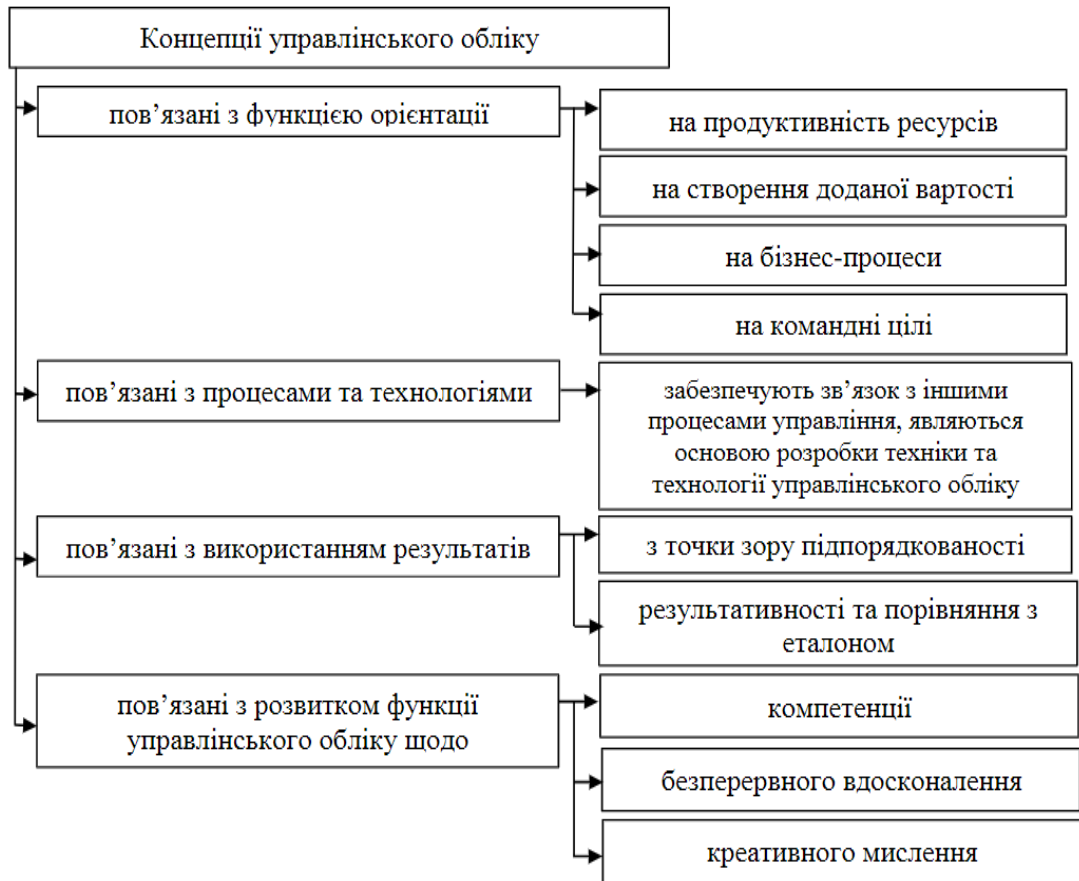 Концепції управлінського обліку
пов’язані з функцією орієнтації
на продуктивність ресурсів
на створення доданої вартості
на бізнес-процеси
на командні цілі
пов’язані з процесами та технологіями
забезпечують зв’язок з іншими
процесами управління, являються
основою розробки техніки та
технології управлінського обліку
пов’язані з використанням результатів
з точки зору підпорядкованості
результативності та порівняння з
еталоном
пов’язані з розвитком функції
управлінського обліку щодо
компетенції
безперервного вдосконалення
креативного мислення